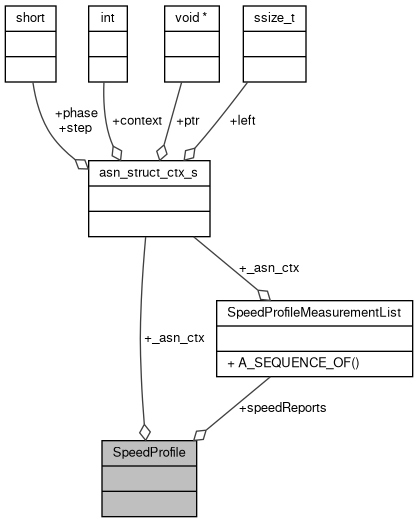 short
int
void *
ssize_t
+phase
+step
+context
+ptr
+left
asn_struct_ctx_s
+_asn_ctx
SpeedProfileMeasurementList
+_asn_ctx
+ A_SEQUENCE_OF()
+speedReports
SpeedProfile